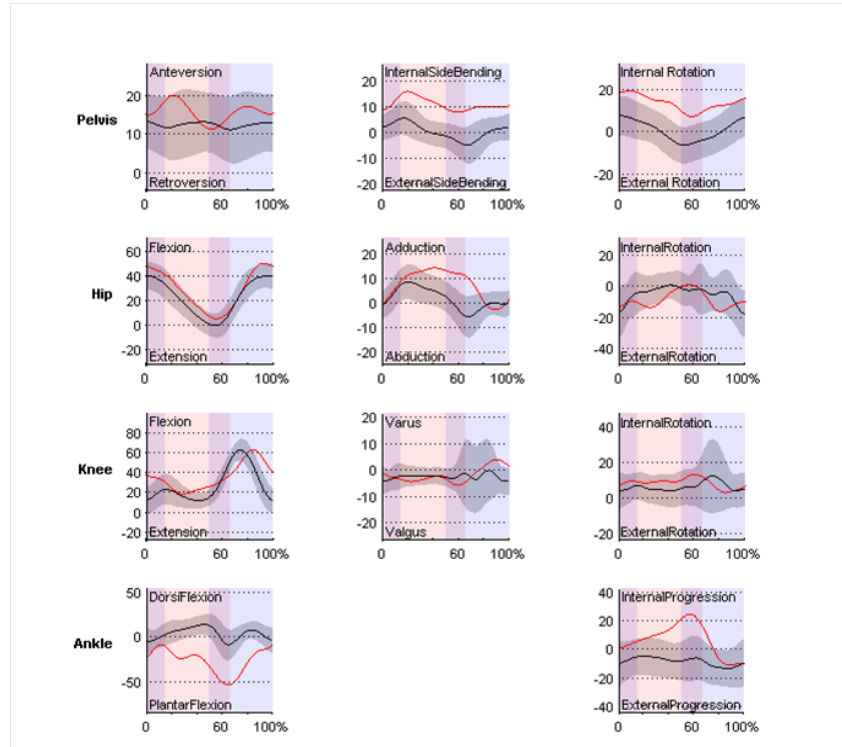 Anteversion
InternalSideBending
Internal Rotation
20
10
0
Pelvis
20
10
0
-10
-20
20
0
-20
Retroversion
ExternalSideBending
External Rotation
0 100%
0 60 100%
0 60 100%
Flexion
Adduction
InternalRotation
60
40
20
0
-20
Hip
20
10
0
-10
-20
20
0
-20
-40
Extension
Abduction
ExternalRotation
0 100%
0 60 100%
0 60 100%
Flexion
Varus
InternalRotation
80
60
40
20
0
-20
Knee
20
10
0
-10
-20
40
20
0
-20
Extension
Valgus
ExternalRotation
0 100%
0 60 100%
0 60 100%
DorsiFlexion
InternalProgression
50
0
-50
Ankle
40
20
0
-20
-40
PlantarFlexion
ExternalProgression
0 100%
0 60 100%